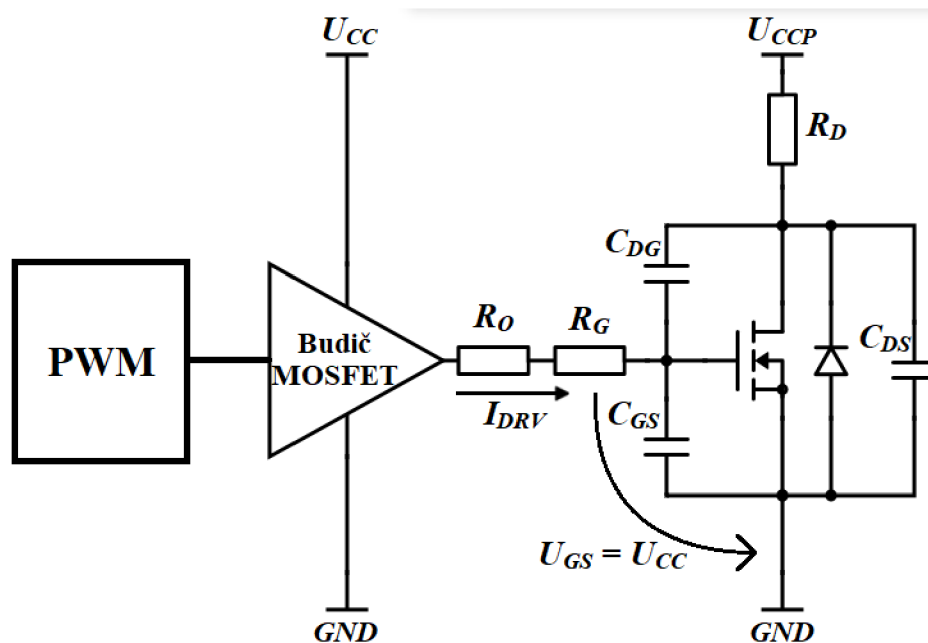 U_CC
U_CCP
R_D
C_DG
PWM
Budič
MOSFET
R_O
R_G
C_DS
I_DRV
C_GS
U_GS = U_CC
GND
GND